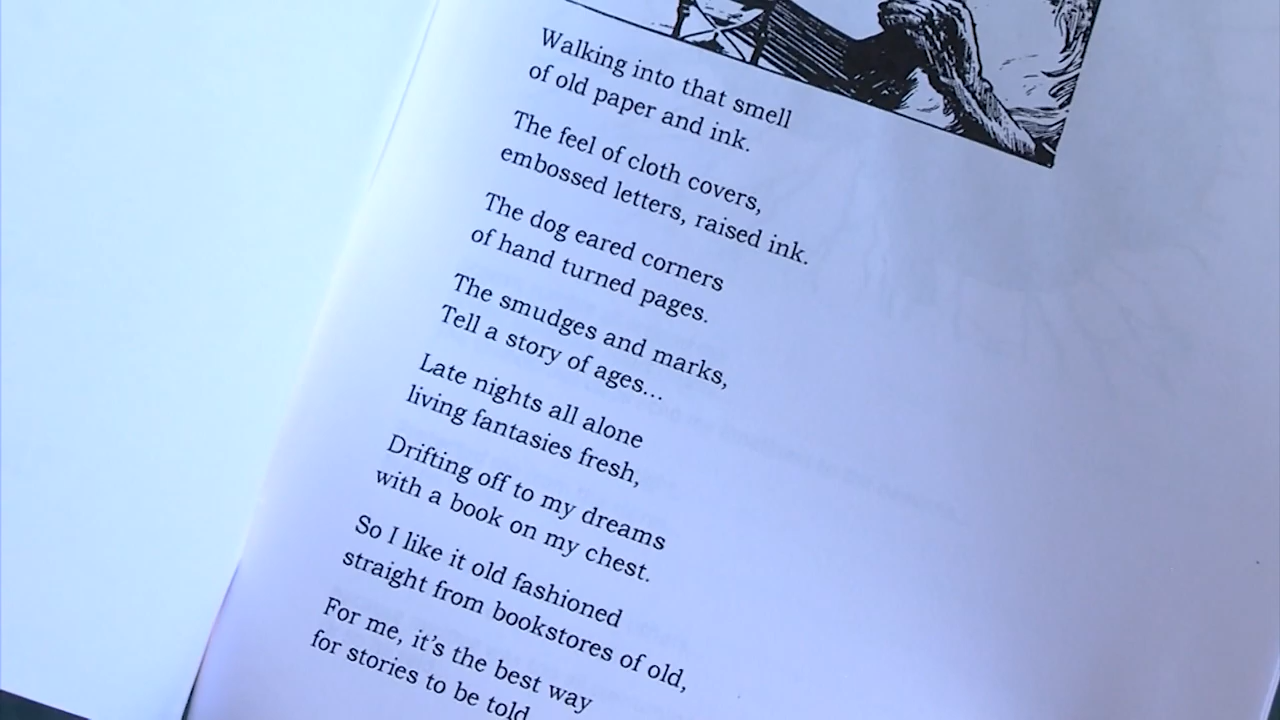 Walking into that smell
of old paper and ink.
The feel of cloth covers,
embossed letters, raised ink.
The dog eared corners
of hand turned pages.
The smudges and marks,
Tell a story of ages...
Late nights all alone
living fantasies fresh,
Drifting off to my dreams
with a book on my chest.
So I like it old fashioned
straight from bookstores of old,
For me, it's the best way
for stories to be told